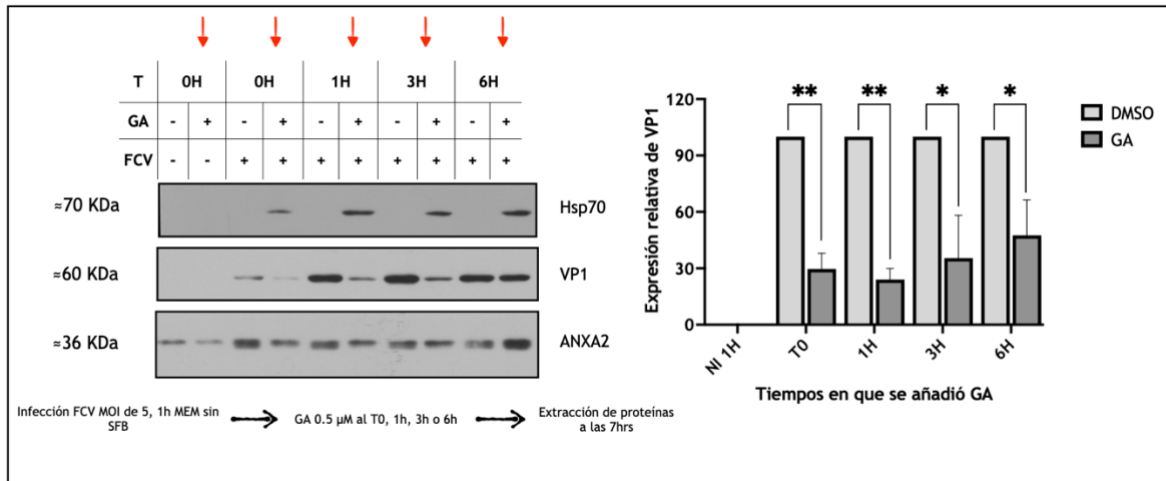 T 0H 0H 1H 3H 6H
GA - + - + - + - + - +
FCV - - + + + + + + + +
≈70 KDa Hsp70
≈60 KDa VP1
≈36 KDa ANXA2
Infección FCV MOI de 5, 1h MEM sin
SFB
GA 0.5 µM al T0, 1h, 3h o 6h
Extracción de proteínas
a las 7hrs
Expresión relativa de VP1
120
90
60
30
0
** ** * *
NI 1H T0 1H 3H 6H
Tiempos en que se añadió GA
DMSO
GA